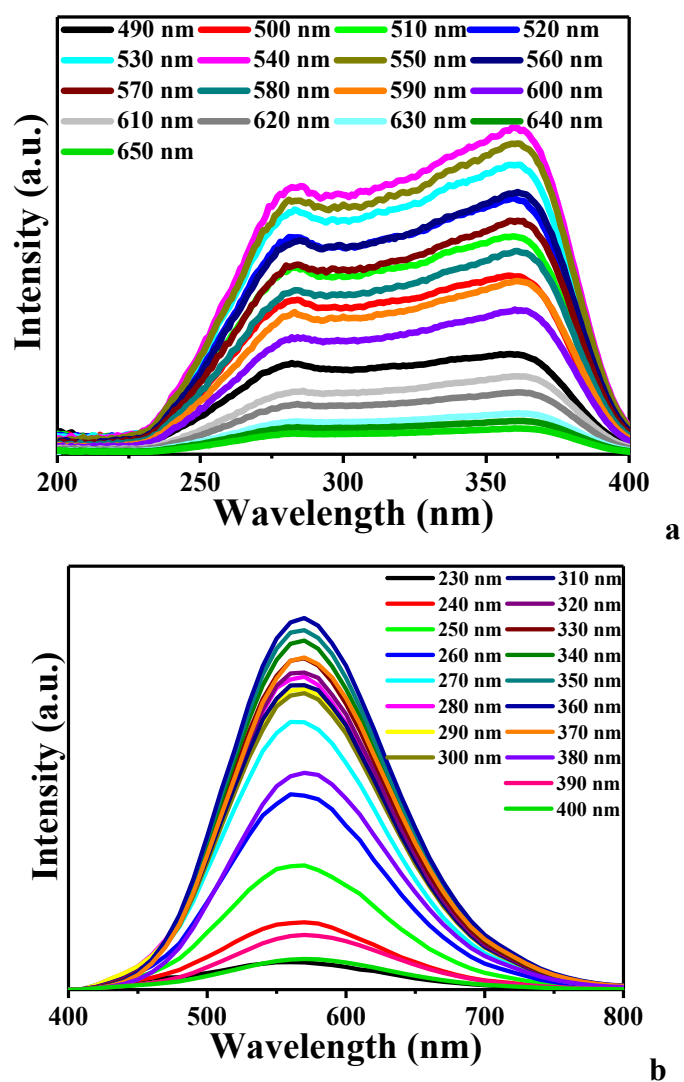 490 nm 500 nm 510 nm 520 nm
530 nm 540 nm 550 nm 560 nm
570 nm 580 nm 590 nm 600 nm
610 nm 620 nm 630 nm 640 nm
650 nm
Intensity (a.u.)
200 250 300 350 400
Wavelength (nm)
a
230 nm 310 nm
240 nm 320 nm
250 nm 330 nm
260 nm 340 nm
270 nm 350 nm
280 nm 360 nm
290 nm 370 nm
300 nm 380 nm
390 nm
400 nm
Intensity (a.u.)
400 500 600 700 800
Wavelength (nm)
b